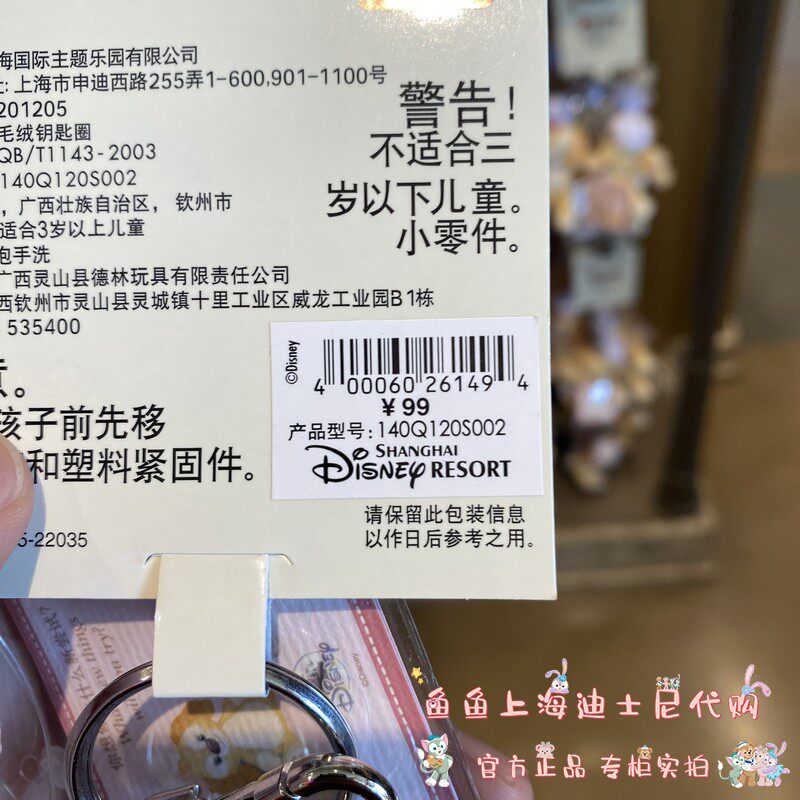 海国际主题乐园有限公司
: 上海市申迪西路255弄1-600,901-1100号
201205
毛绒钥匙圈
QB/T1143-2003
140Q120S002
，广西壮族自治区， 钦州市
适合3岁以上儿童
泡手洗
广西灵山县德林玩具有限责任公司
西钦州市灵山县灵城镇十里工业区威龙工业园B1栋
535400
警告！
不适合三
岁以下儿童。
小零件。
意。
孩子前先移
和塑料紧固件。
5-22035
©Disney
4 00060 26149 4
¥99
产品型号:140Q120S002
SHANGHAI
Disney RESORT
请保留此包装信息
以作日后参考之用。
鱼鱼上海迪士尼代购
官方正品 专柜实拍